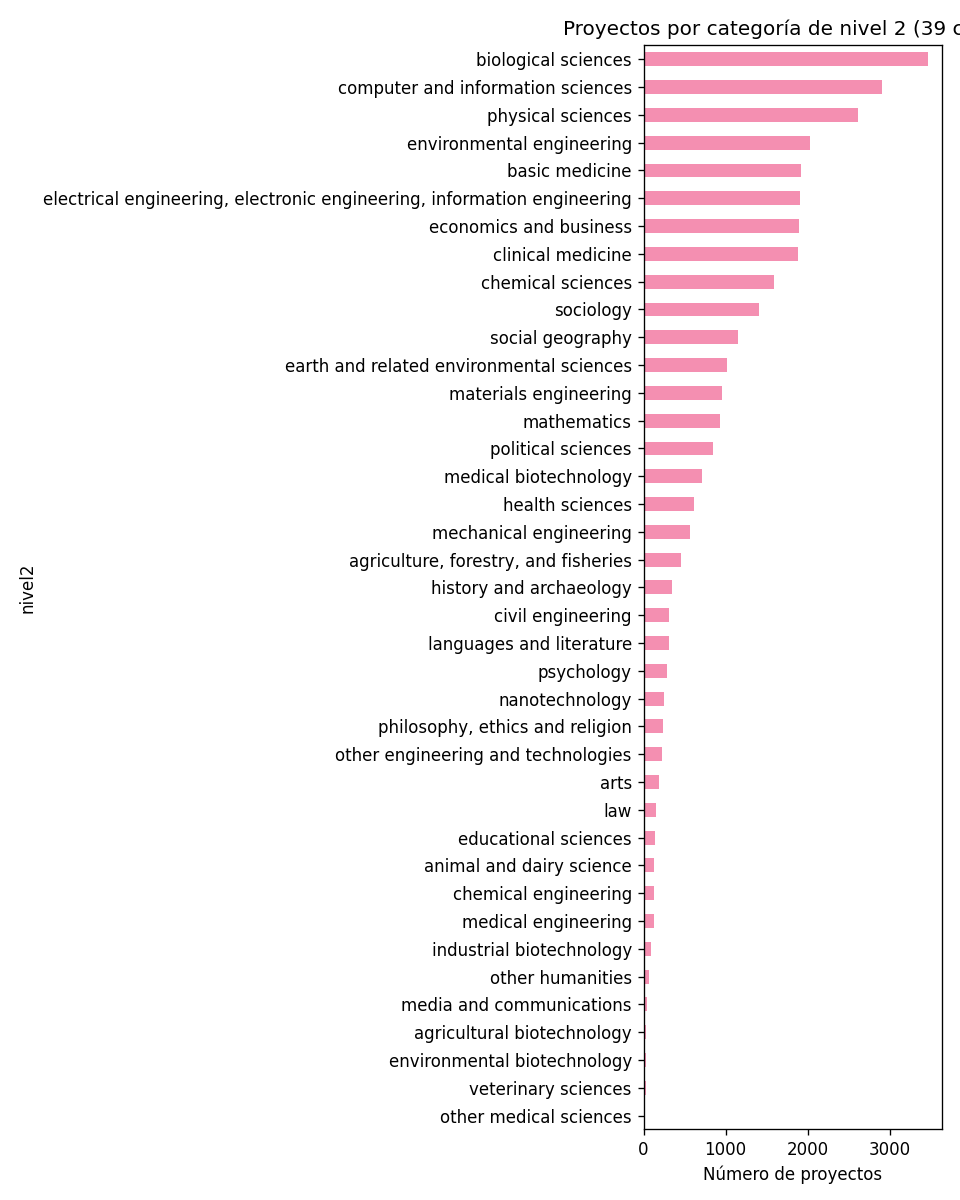 Proyectos por categoría de nivel 2 (39 c
biological sciences
computer and information sciences
physical sciences
environmental engineering
basic medicine
electrical engineering, electronic engineering, information engineering
economics and business
clinical medicine
chemical sciences
sociology
social geography
earth and related environmental sciences
materials engineering
mathematics
political sciences
medical biotechnology
health sciences
mechanical engineering
agriculture, forestry, and fisheries
history and archaeology
civil engineering
languages and literature
psychology
nanotechnology
philosophy, ethics and religion
other engineering and technologies
arts
law
educational sciences
animal and dairy science
chemical engineering
medical engineering
industrial biotechnology
other humanities
media and communications
agricultural biotechnology
environmental biotechnology
veterinary sciences
other medical sciences
nivel2
0 1000 2000 3000
Número de proyectos